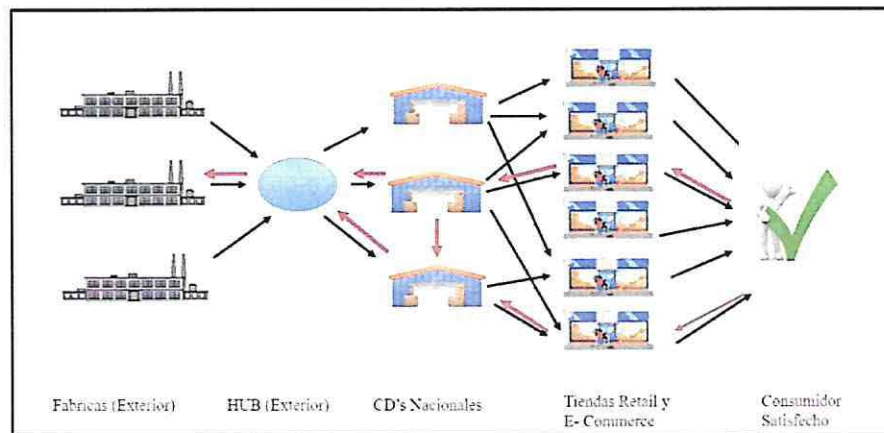 Fabricas (Exterior)
HUB (Exterior)
CD's Nacionales
Tiendas Retail y
E- Commerce
Consumidor
Satisfecho